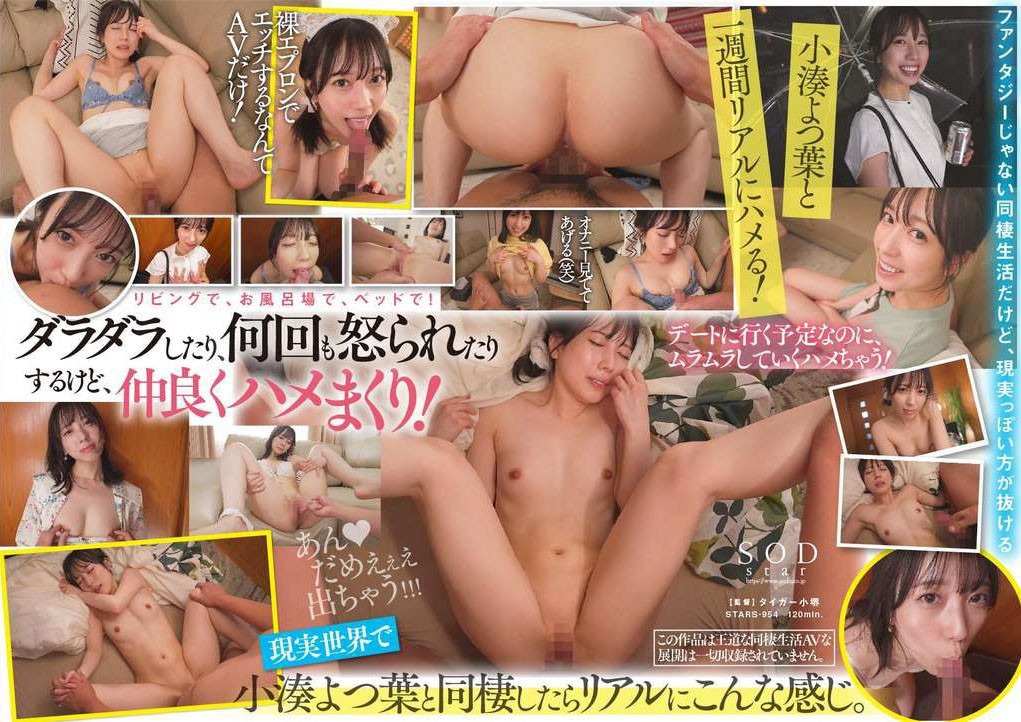 裸エプロンで
エッチするなんて
AVだけ!
小湊よつ葉と
一週間リアルにハメる!
ファンタジーじゃない同棲生活だけど、現実っぽい方が抜ける
オナニー見てて
あげる(笑)
リビングで、お風呂場で、ベッドで!
ダラダラしたり、何回も怒られたり
するけど、仲良くハメまくり!
デートに行く予定なのに、
ムラムラしていくハメちゃう!
あん♥
だめえぇぇ
出ちゃう!!!
SOD
star
【監督】タイガー小堺
STARS-954 120min.
この作品は王道な同棲生活AVな
展開は一切収録されていません。
現実世界で
小湊よつ葉と同棲したらリアルにこんな感じ。